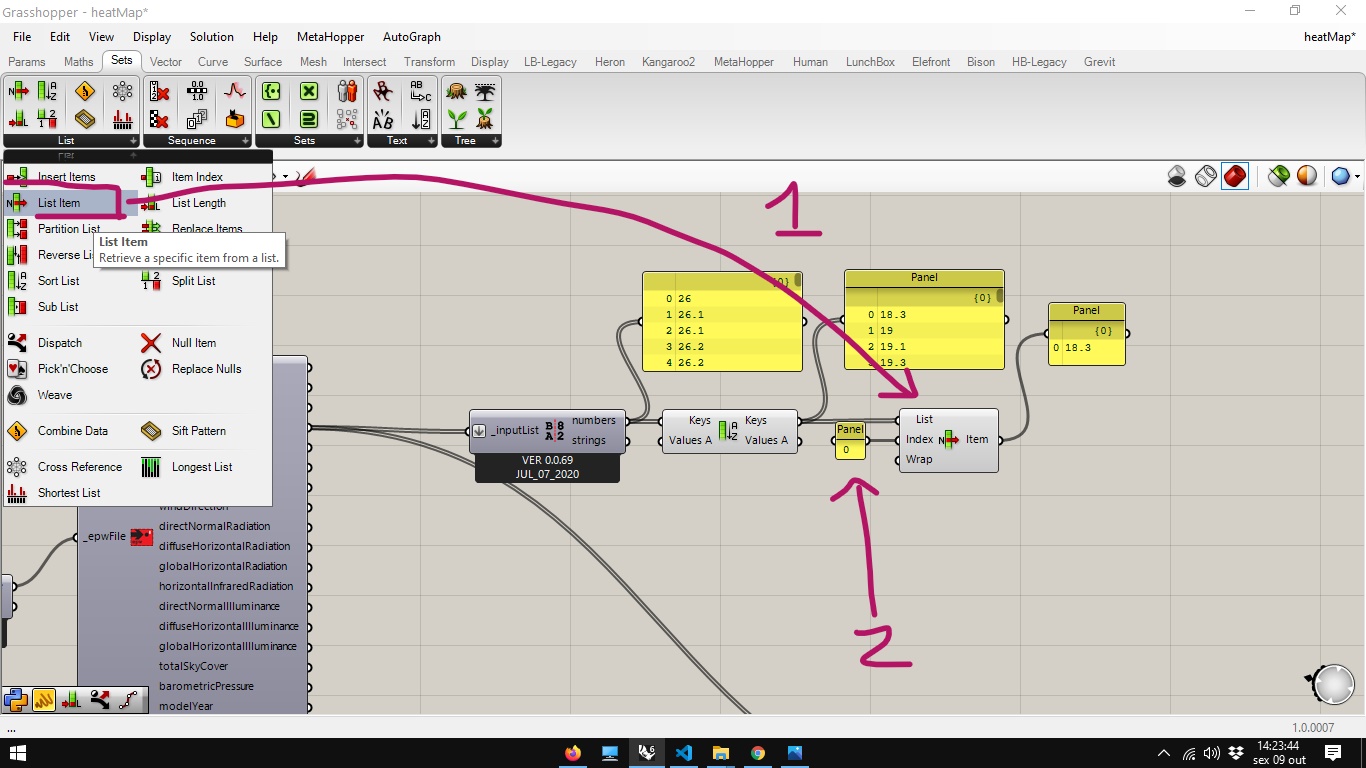 Grasshopper - heatMap*
File Edit View Display Solution Help MetaHopper AutoGraph heatMap*
Params Maths Sets Vector Curve Surface Mesh Intersect Transform Display LB-Legacy Heron Kangaroo2 MetaHopper Human LunchBox Elefront Bison HB-Legacy Grevit
List Sequence Sets Text Tree
Insert Items Item Index
List Item List Length
Partition List Replace Items
List Item
Retrieve a specific item from a list.
Sort List Split List
Sub List
Dispatch Null Item
Pick'n'Choose Replace Nulls
Weave
Combine Data Sift Pattern
Cross Reference Longest List
Shortest List
1
{0}
0 26
1 26.1
2 26.1
3 26.2
4 26.2
Panel
{0}
0 18.3
1 19
2 19.1
19.3
Panel
{0}
0 18.3
_inputList numbers
strings
VER 0.0.69
JUL_07_2020
Keys Keys
Values A Values A
Panel
0
List
Index Item
Wrap
2
directNormalRadiation
_epwFile
diffuseHorizontalRadiation
globalHorizontalRadiation
horizontalInfraredRadiation
directNormalIlluminance
diffuseHorizontalIlluminance
globalHorizontalIlluminance
totalSkyCover
barometricPressure
modelYear
...
1.0.0007
14:23:44
sex 09 out